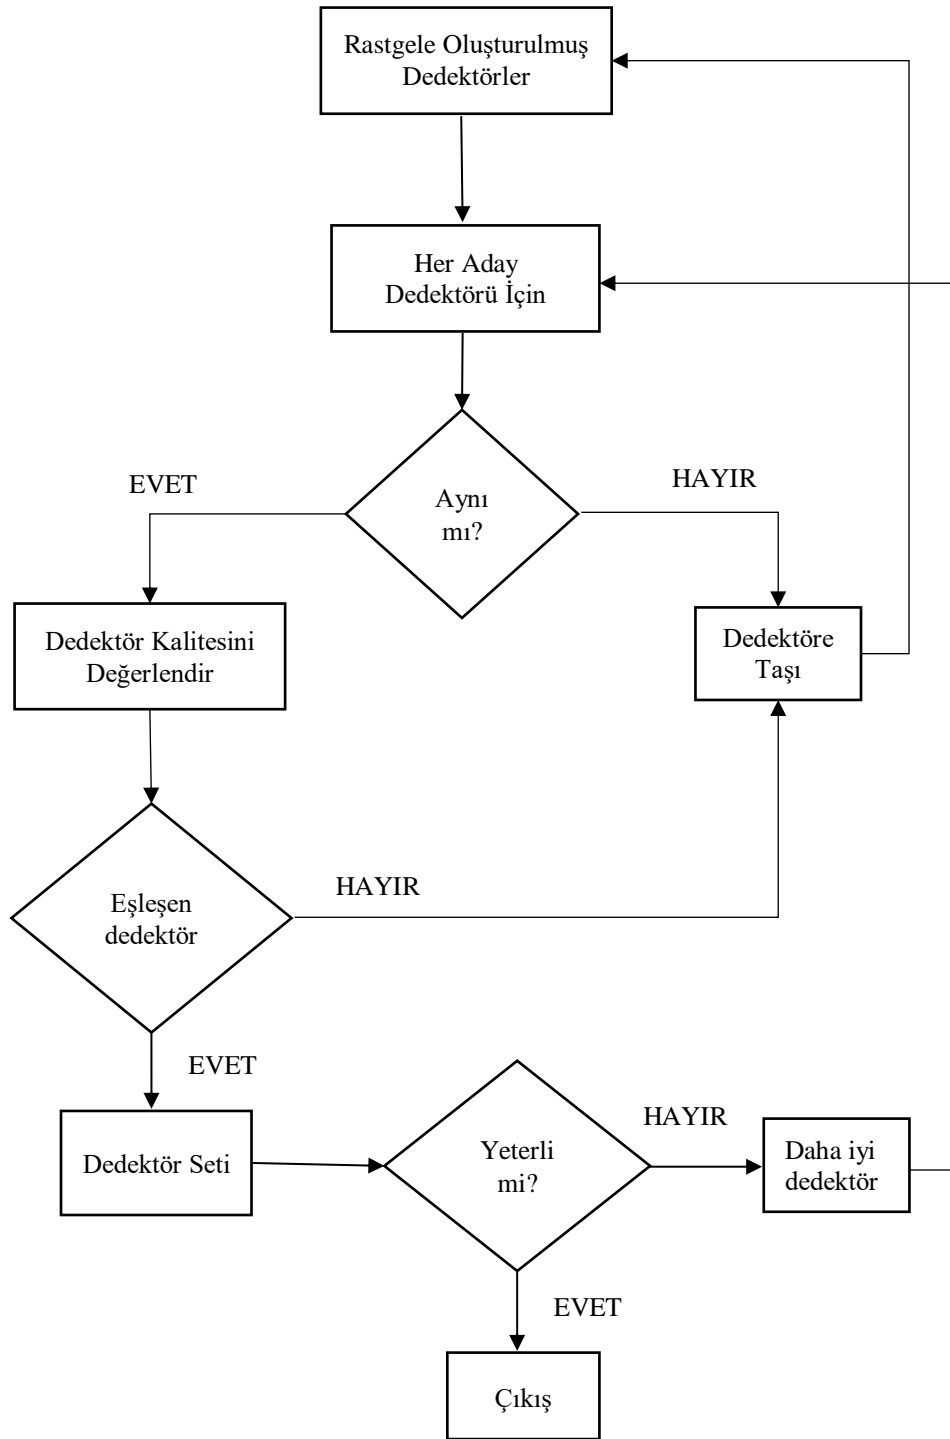 Rastgele Oluşturulmuş
Dedektörler
Her Aday
Dedektörü İçin
EVET
HAYIR
Aynı
mı?
Dedektör Kalitesini
Değerlendir
Dedektöre
Taşı
Eşleşen
dedektör
HAYIR
EVET
Dedektör Seti
Yeterli
mi?
HAYIR
Daha iyi
dedektör
EVET
Çıkış